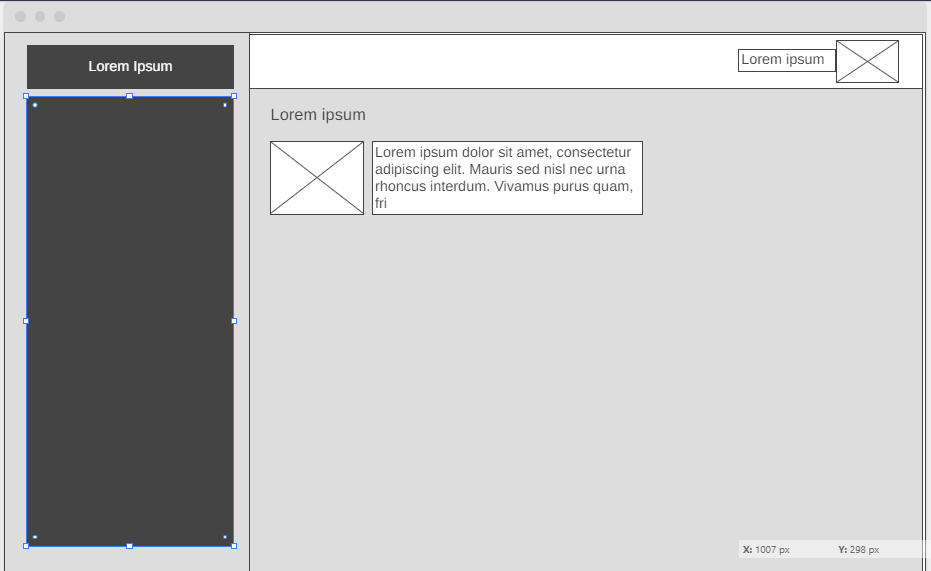 Lorem Ipsum
Lorem ipsum
Lorem ipsum
Lorem ipsum dolor sit amet, consectetur
adipiscing elit. Mauris sed nisl nec urna
rhoncus interdum. Vivamus purus quam,
fri
X: 1007 px Y: 298 px